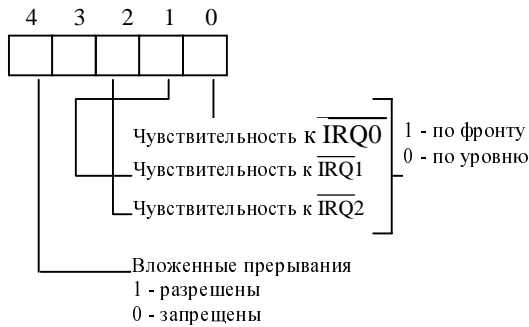 4 3 2 1 0
Чувствительность к IRQ0
1 - по фронту
0 - по уровню
Чувствительность к IRQ1
Чувствительность к IRQ2
Вложенные прерывания
1 - разрешены
0 - запрещены